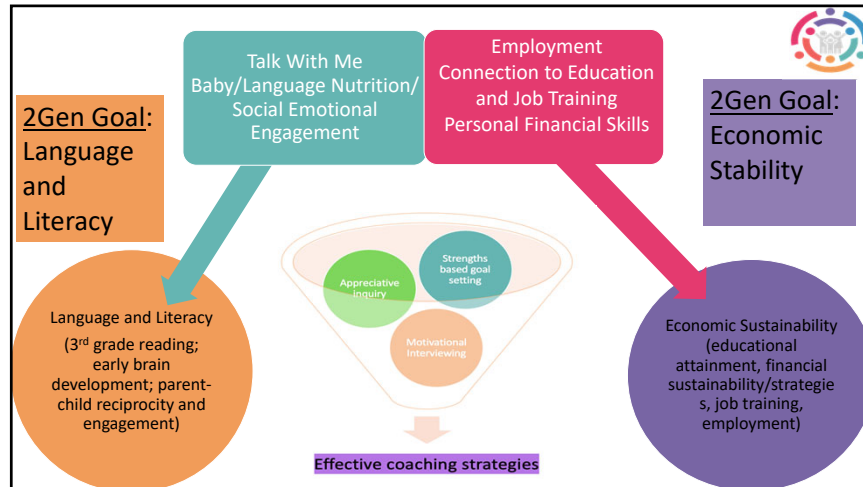 Talk With Me
Baby/Language Nutrition/
Social Emotional
Engagement
Employment
Connection to Education
and Job Training
Personal Financial Skills
2Gen Goal:
Language
and
Literacy
2Gen Goal:
Economic
Stability
Appreciative
inquiry
Strengths
based goal
setting
Motivational
Interviewing
Language and Literacy
(3rd grade reading;
early brain
development; parent-
child reciprocity and
engagement)
Economic Sustainability
(educational
attainment, financial
sustainability/strategie
s, job training,
employment)
Effective coaching strategies